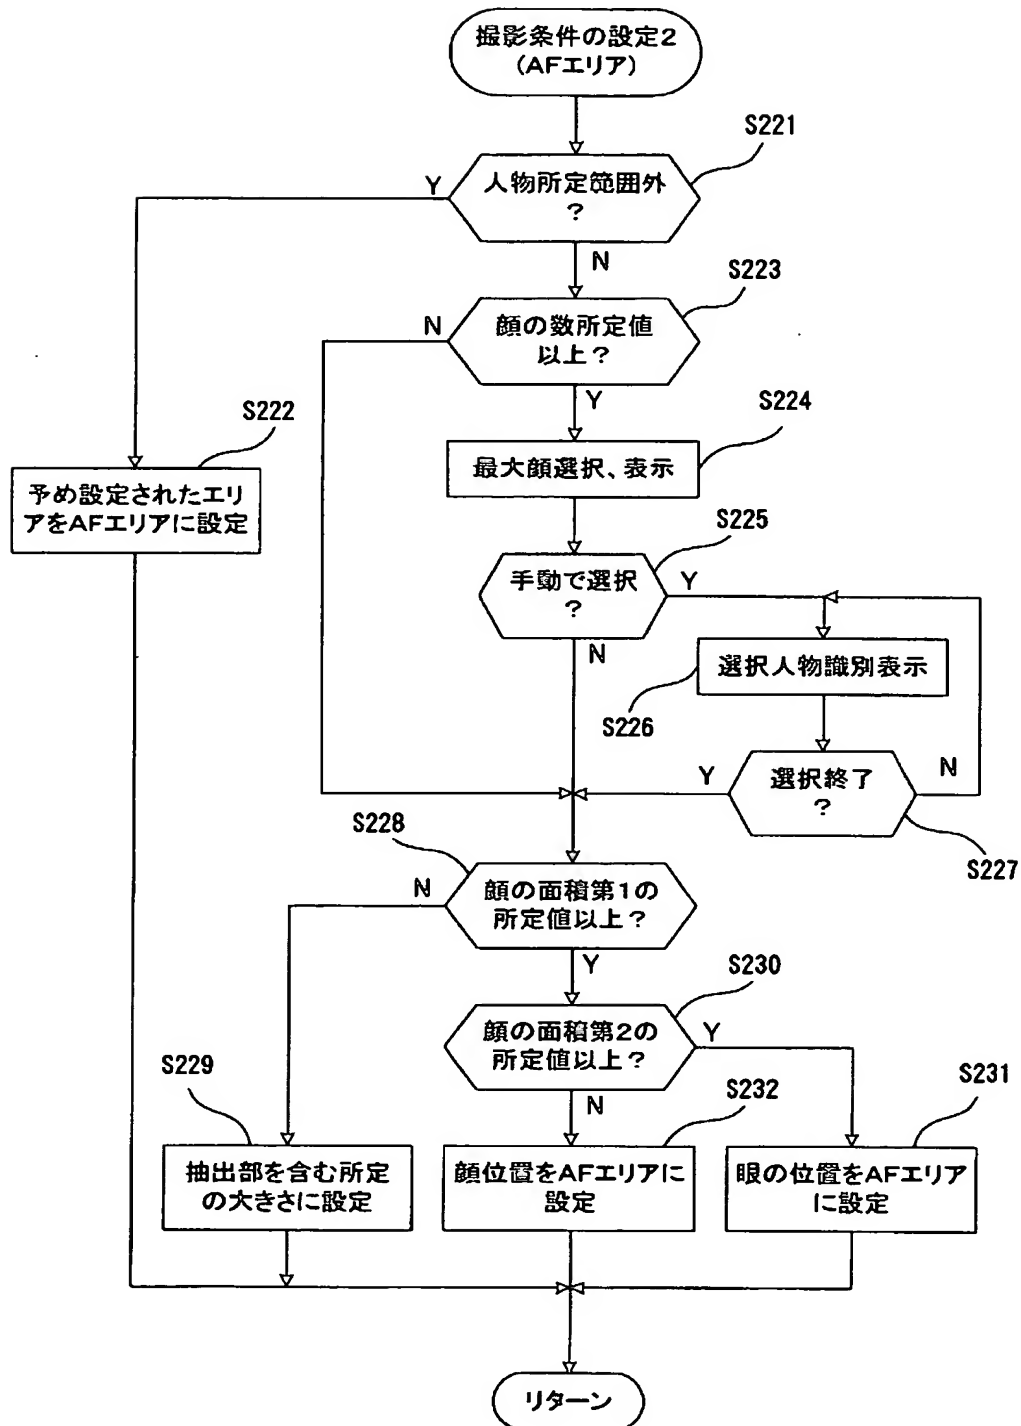 撮影条件の設定2
(AFエリア)
S221
人物所定範囲外
?
Y
N
S223
顔の数所定値
以上?
N
Y
S222
予め設定されたエリ
アをAFエリアに設定
S224
最大顔選択、表示
S225
手動で選択
?
Y
N
選択人物識別表示
S226
選択終了
?
Y
N
S227
S228
顔の面積第1の
所定値以上?
N
Y
S230
顔の面積第2の
所定値以上?
Y
N
S229
抽出部を含む所定
の大きさに設定
S232
顔位置をAFエリアに
設定
S231
眼の位置をAFエリア
に設定
リターン